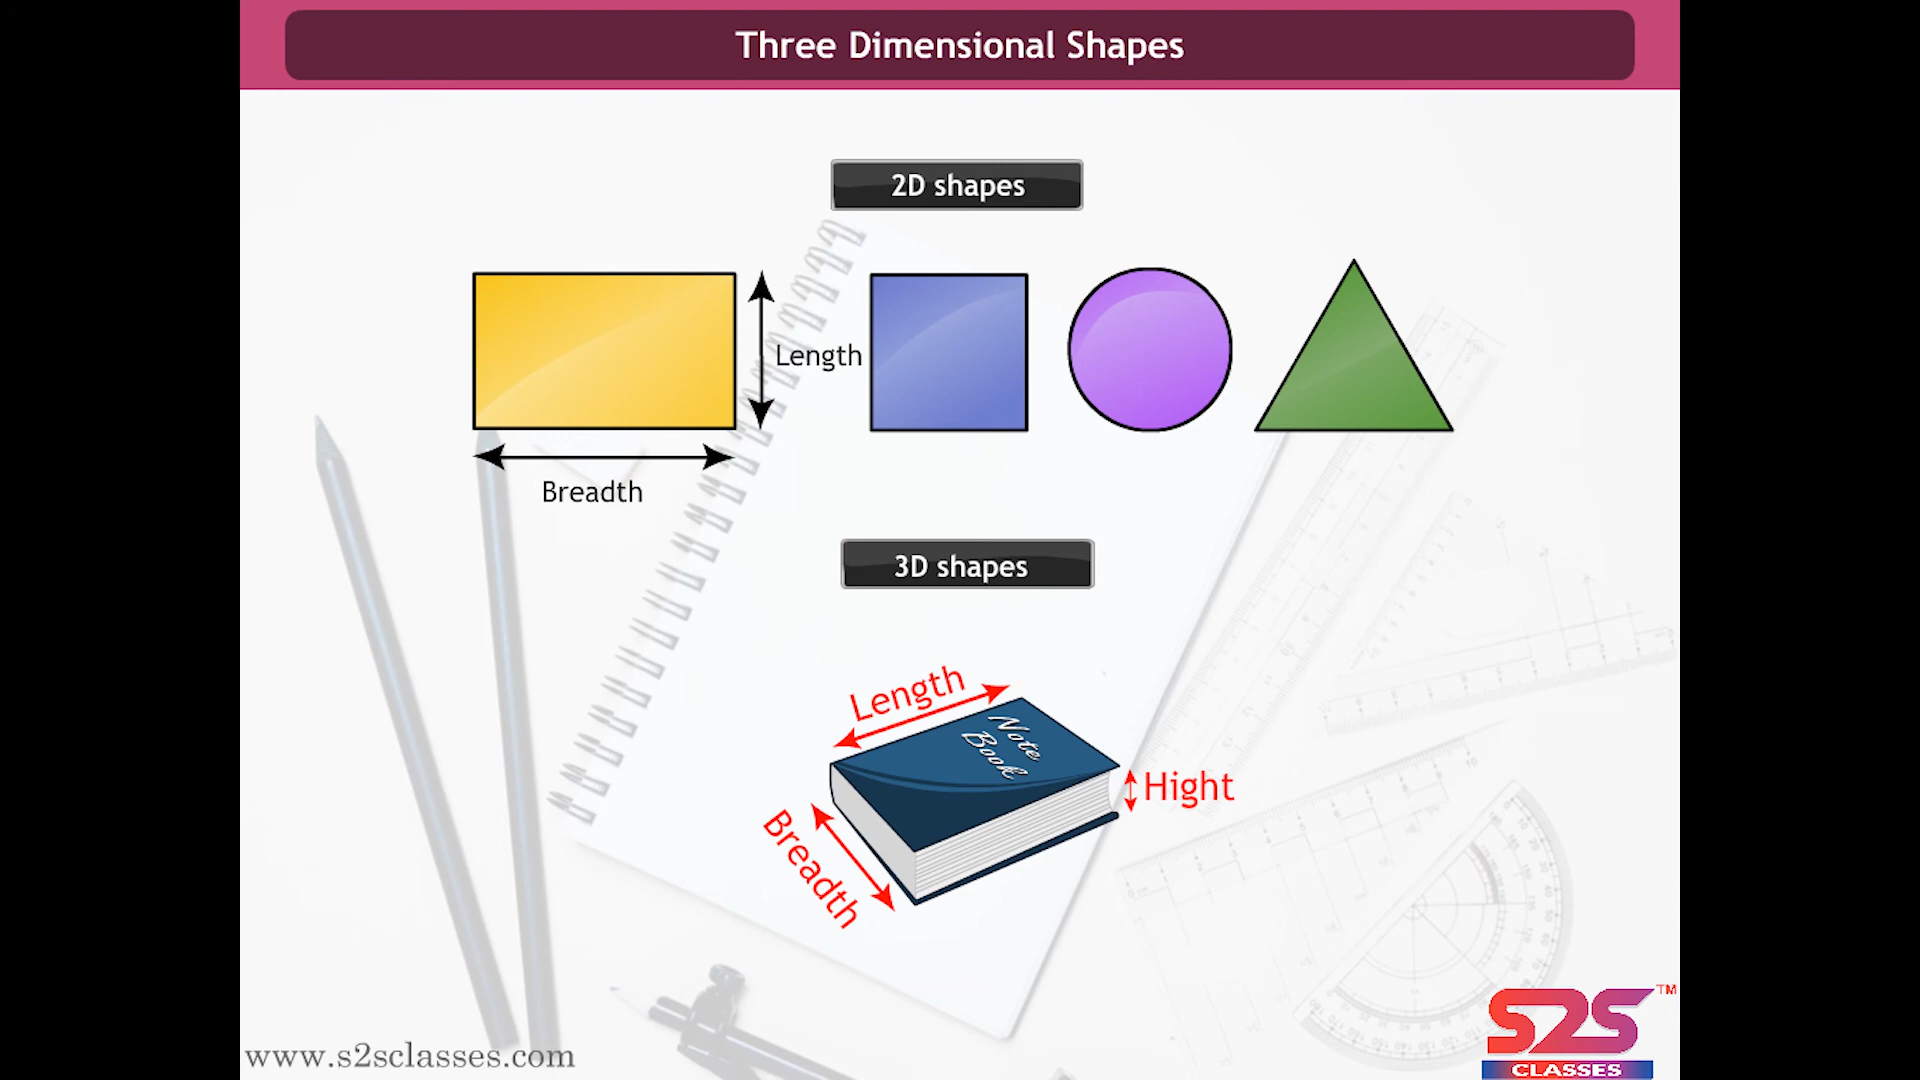 Three Dimensional Shapes
2D shapes
Length
Breadth
3D shapes
Length
Note
Book
Hight
Breadth
www.s2sclasses.com
S2S TM
CLASSES